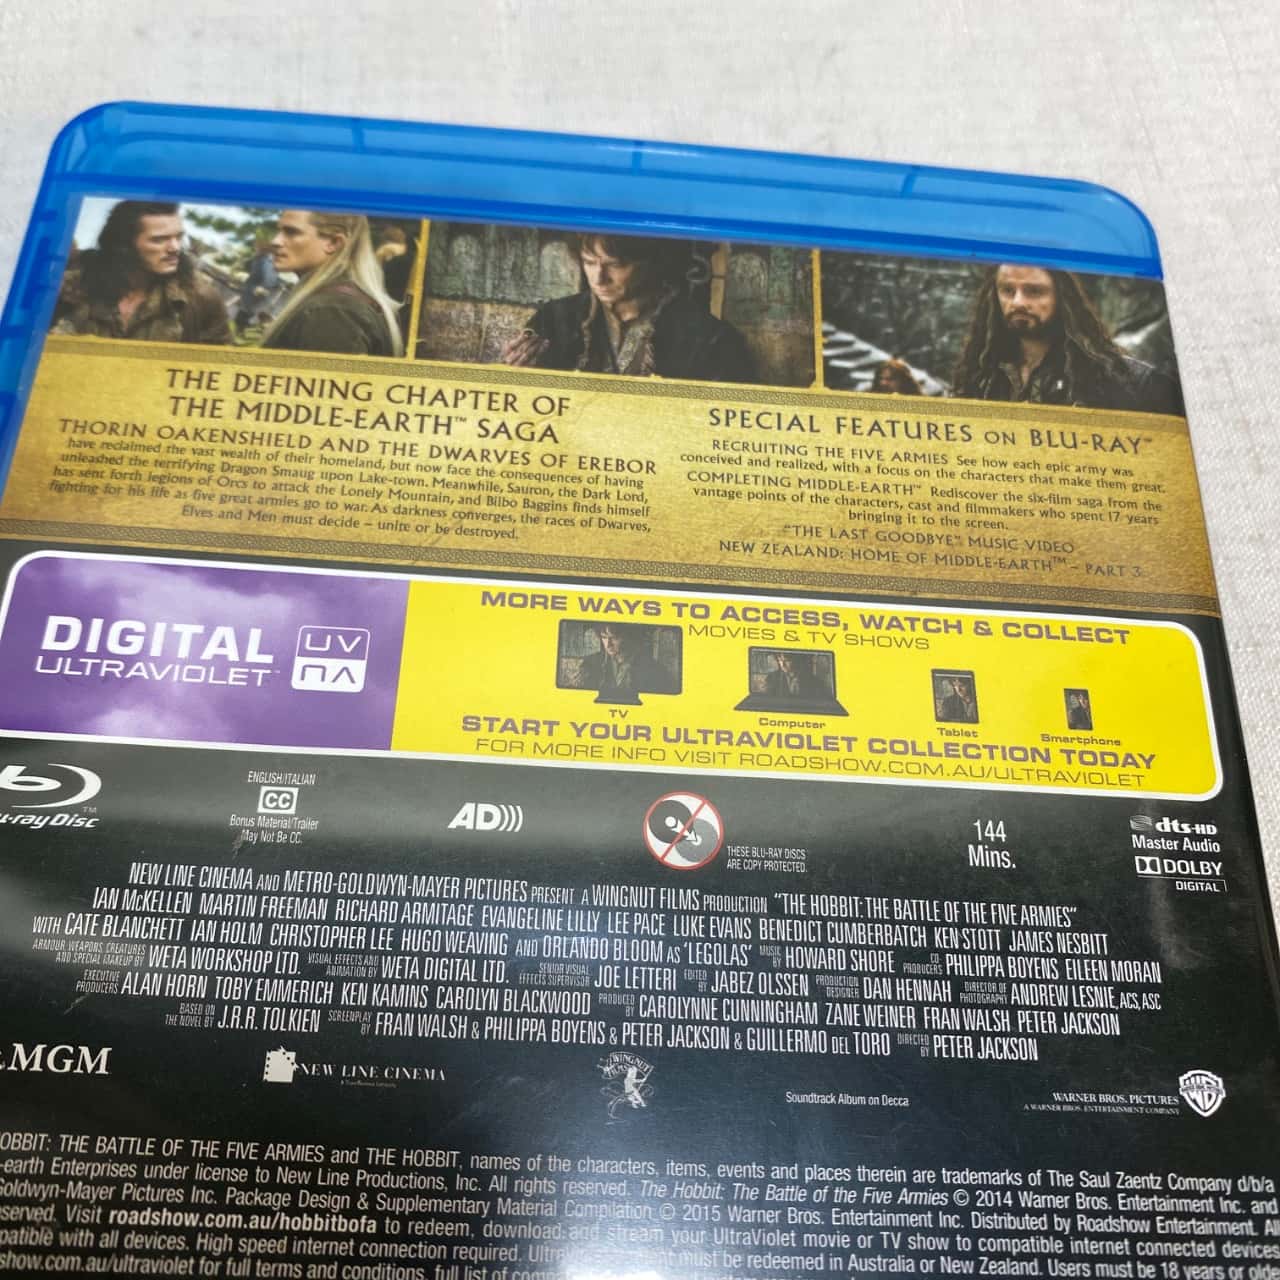 THE DEFINING CHAPTER OF
THE MIDDLE-EARTH™ SAGA
THORIN OAKENSHIELD AND THE DWARVES OF EREBOR
have reclaimed the vast wealth of their homeland, but now face the consequences of having
unleashed the terrifying Dragon Smaug upon Lake-town. Meanwhile, Sauron, the Dark Lord,
has sent forth legions of Orcs to attack the Lonely Mountain, and Bilbo Baggins finds himself
fighting for his life as five great armies go to war. As darkness converges, the races of Dwarves,
Elves and Men must decide – unite or be destroyed.
SPECIAL FEATURES ON BLU-RAY™
RECRUITING THE FIVE ARMIES See how each epic army was
conceived and realized, with a focus on the characters that make them great.
COMPLETING MIDDLE-EARTH™ Rediscover the six-film saga from the
vantage points of the characters, cast and filmmakers who spent 17 years
bringing it to the screen.
"THE LAST GOODBYE" MUSIC VIDEO
NEW ZEALAND: HOME OF MIDDLE-EARTH™ – PART 3
DIGITAL
ULTRAVIOLET™
UV
MORE WAYS TO ACCESS, WATCH & COLLECT
MOVIES & TV SHOWS
TV
Computer
Tablet
Smartphone
START YOUR ULTRAVIOLET COLLECTION TODAY
FOR MORE INFO VISIT ROADSHOW.COM.AU/ULTRAVIOLET
u-ray Disc™
ENGLISH/ITALIAN
CC
Bonus Material/Trailer
May Not Be CC.
AD)))
THESE BLU-RAY DISCS
ARE COPY PROTECTED.
144
Mins.
dts-HD
Master Audio
DOLBY
DIGITAL
NEW LINE CINEMA AND METRO-GOLDWYN-MAYER PICTURES PRESENT A WINGNUT FILMS PRODUCTION "THE HOBBIT: THE BATTLE OF THE FIVE ARMIES"
IAN McKELLEN MARTIN FREEMAN RICHARD ARMITAGE EVANGELINE LILLY LEE PACE LUKE EVANS BENEDICT CUMBERBATCH KEN STOTT JAMES NESBITT
WITH CATE BLANCHETT IAN HOLM CHRISTOPHER LEE HUGO WEAVING AND ORLANDO BLOOM AS 'LEGOLAS' MUSIC BY HOWARD SHORE CO-PRODUCERS PHILIPPA BOYENS EILEEN MORAN
ARMOUR, WEAPONS, CREATURES AND SPECIAL MAKEUP BY WETA WORKSHOP LTD. VISUAL EFFECTS AND ANIMATION BY WETA DIGITAL LTD. SENIOR VISUAL EFFECTS SUPERVISOR JOE LETTERI EDITED BY JABEZ OLSSEN PRODUCTION DESIGNER DAN HENNAH DIRECTOR OF PHOTOGRAPHY ANDREW LESNIE, ACS, ASC
EXECUTIVE PRODUCERS ALAN HORN TOBY EMMERICH KEN KAMINS CAROLYN BLACKWOOD PRODUCED BY CAROLYNNE CUNNINGHAM ZANE WEINER FRAN WALSH PETER JACKSON
BASED ON THE NOVEL BY J.R.R. TOLKIEN SCREENPLAY BY FRAN WALSH & PHILIPPA BOYENS & PETER JACKSON & GUILLERMO DEL TORO DIRECTED BY PETER JACKSON
MGM
NEW LINE CINEMA
WINGNUT
FILMS
Soundtrack Album on Decca
WARNER BROS. PICTURES
A WARNER BROS. ENTERTAINMENT COMPANY
OBBIT: THE BATTLE OF THE FIVE ARMIES and THE HOBBIT, names of the characters, items, events and places therein are trademarks of The Saul Zaentz Company d/b/a
-earth Enterprises under license to New Line Productions, Inc. All rights reserved. The Hobbit: The Battle of the Five Armies © 2014 Warner Bros. Entertainment Inc. and
Goldwyn-Mayer Pictures Inc. Package Design & Supplementary Material Compilation © 2015 Warner Bros. Entertainment Inc. Distributed by Roadshow Entertainment. All
served. Visit roadshow.com.au/hobbitbofa to redeem, download and stream your UltraViolet movie or TV show to compatible internet connected devices
patible with all devices. High speed internet connection required. must be redeemed in Australia or New Zealand. Users must be 18 years or olde
show.com.au/ultraviolet for full terms and conditions, full list of